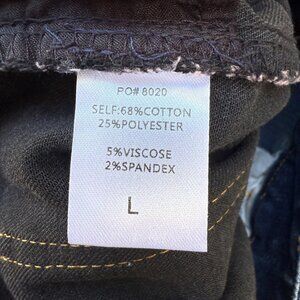 PO# 8020
SELF:68%COTTON
25%POLYESTER
5%VISCOSE
2%SPANDEX
L